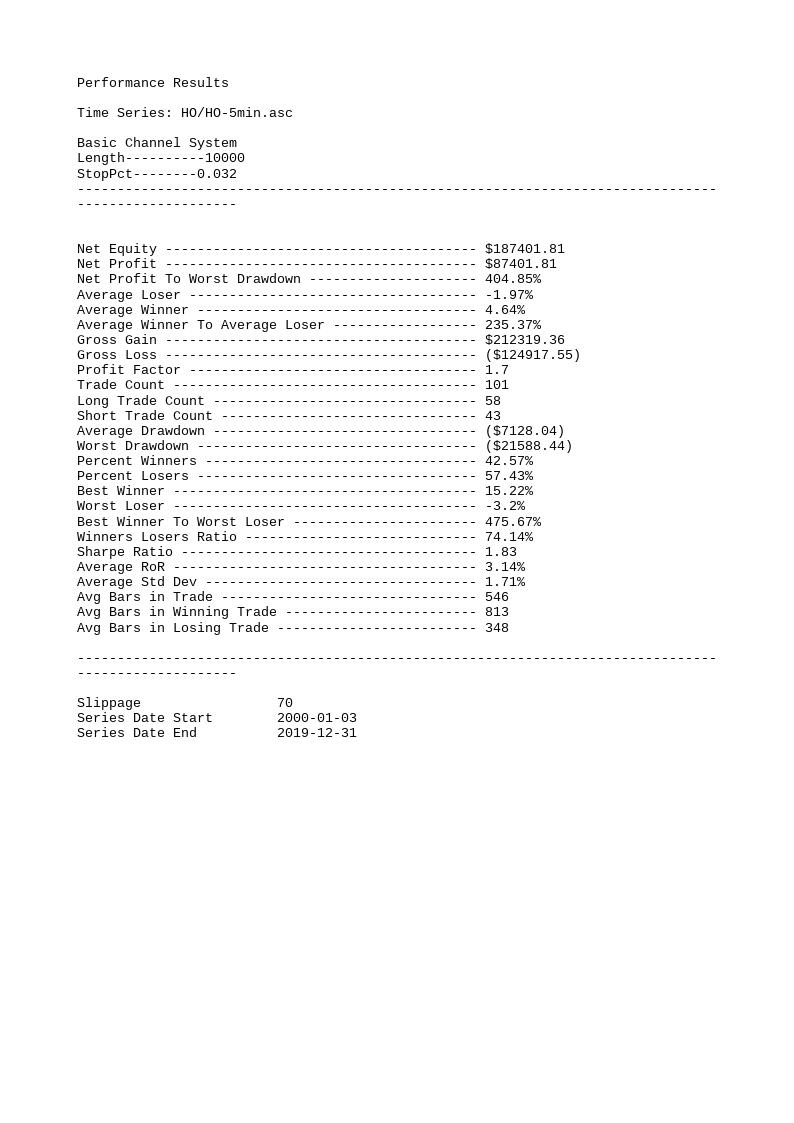 Performance Results
Time Series: HO/HO-5min.asc
Basic Channel System
Length----------10000
StopPct--------0.032
--------------------------------------------------------------------------------
--------------------
Net Equity --------------------------------------- $187401.81
Net Profit --------------------------------------- $87401.81
Net Profit To Worst Drawdown --------------------- 404.85%
Average Loser ------------------------------------ -1.97%
Average Winner ----------------------------------- 4.64%
Average Winner To Average Loser ------------------ 235.37%
Gross Gain --------------------------------------- $212319.36
Gross Loss --------------------------------------- ($124917.55)
Profit Factor ------------------------------------ 1.7
Trade Count -------------------------------------- 101
Long Trade Count --------------------------------- 58
Short Trade Count -------------------------------- 43
Average Drawdown --------------------------------- ($7128.04)
Worst Drawdown ----------------------------------- ($21588.44)
Percent Winners ---------------------------------- 42.57%
Percent Losers ----------------------------------- 57.43%
Best Winner -------------------------------------- 15.22%
Worst Loser -------------------------------------- -3.2%
Best Winner To Worst Loser ----------------------- 475.67%
Winners Losers Ratio ----------------------------- 74.14%
Sharpe Ratio ------------------------------------- 1.83
Average RoR -------------------------------------- 3.14%
Average Std Dev ---------------------------------- 1.71%
Avg Bars in Trade -------------------------------- 546
Avg Bars in Winning Trade ------------------------ 813
Avg Bars in Losing Trade ------------------------- 348
--------------------------------------------------------------------------------
--------------------
Slippage                 70
Series Date Start        2000-01-03
Series Date End          2019-12-31